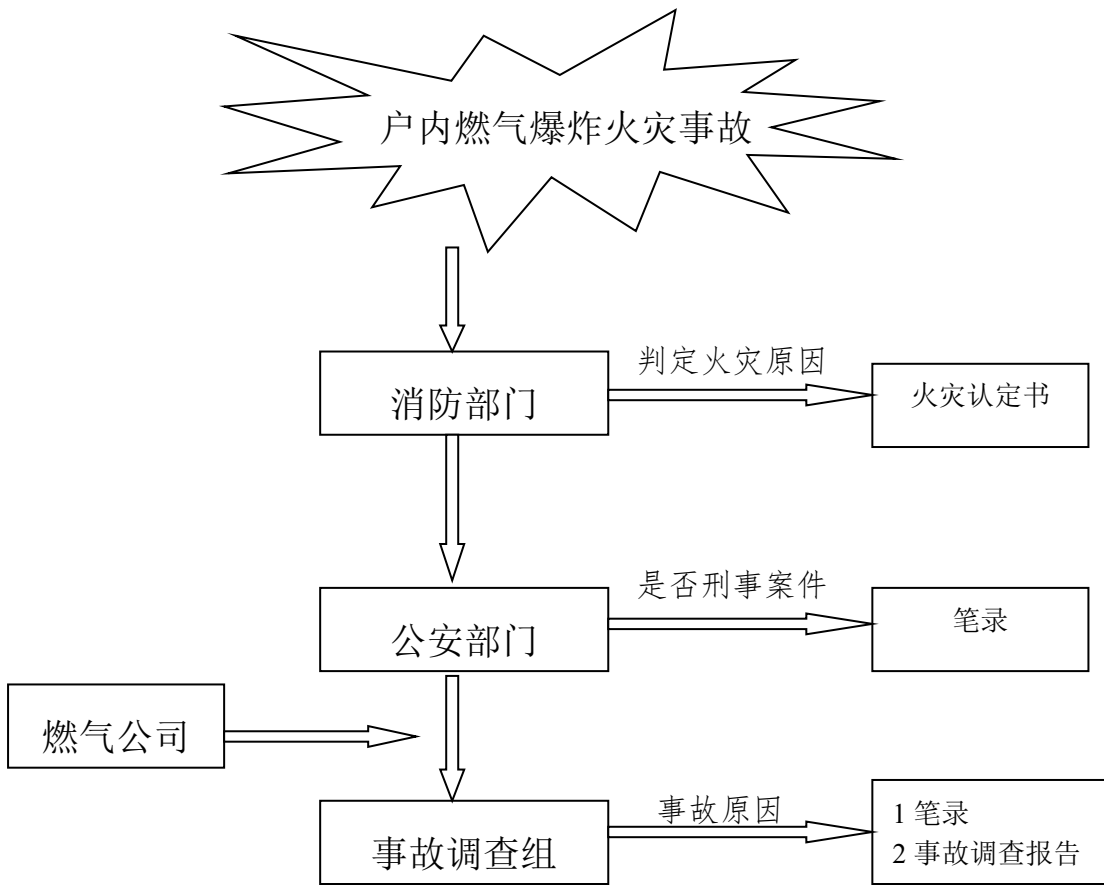 户内燃气爆炸火灾事故
判定火灾原因
消防部门
火灾认定书
是否刑事案件
公安部门
笔录
燃气公司
事故原因
事故调查组
1 笔录
2 事故调查报告